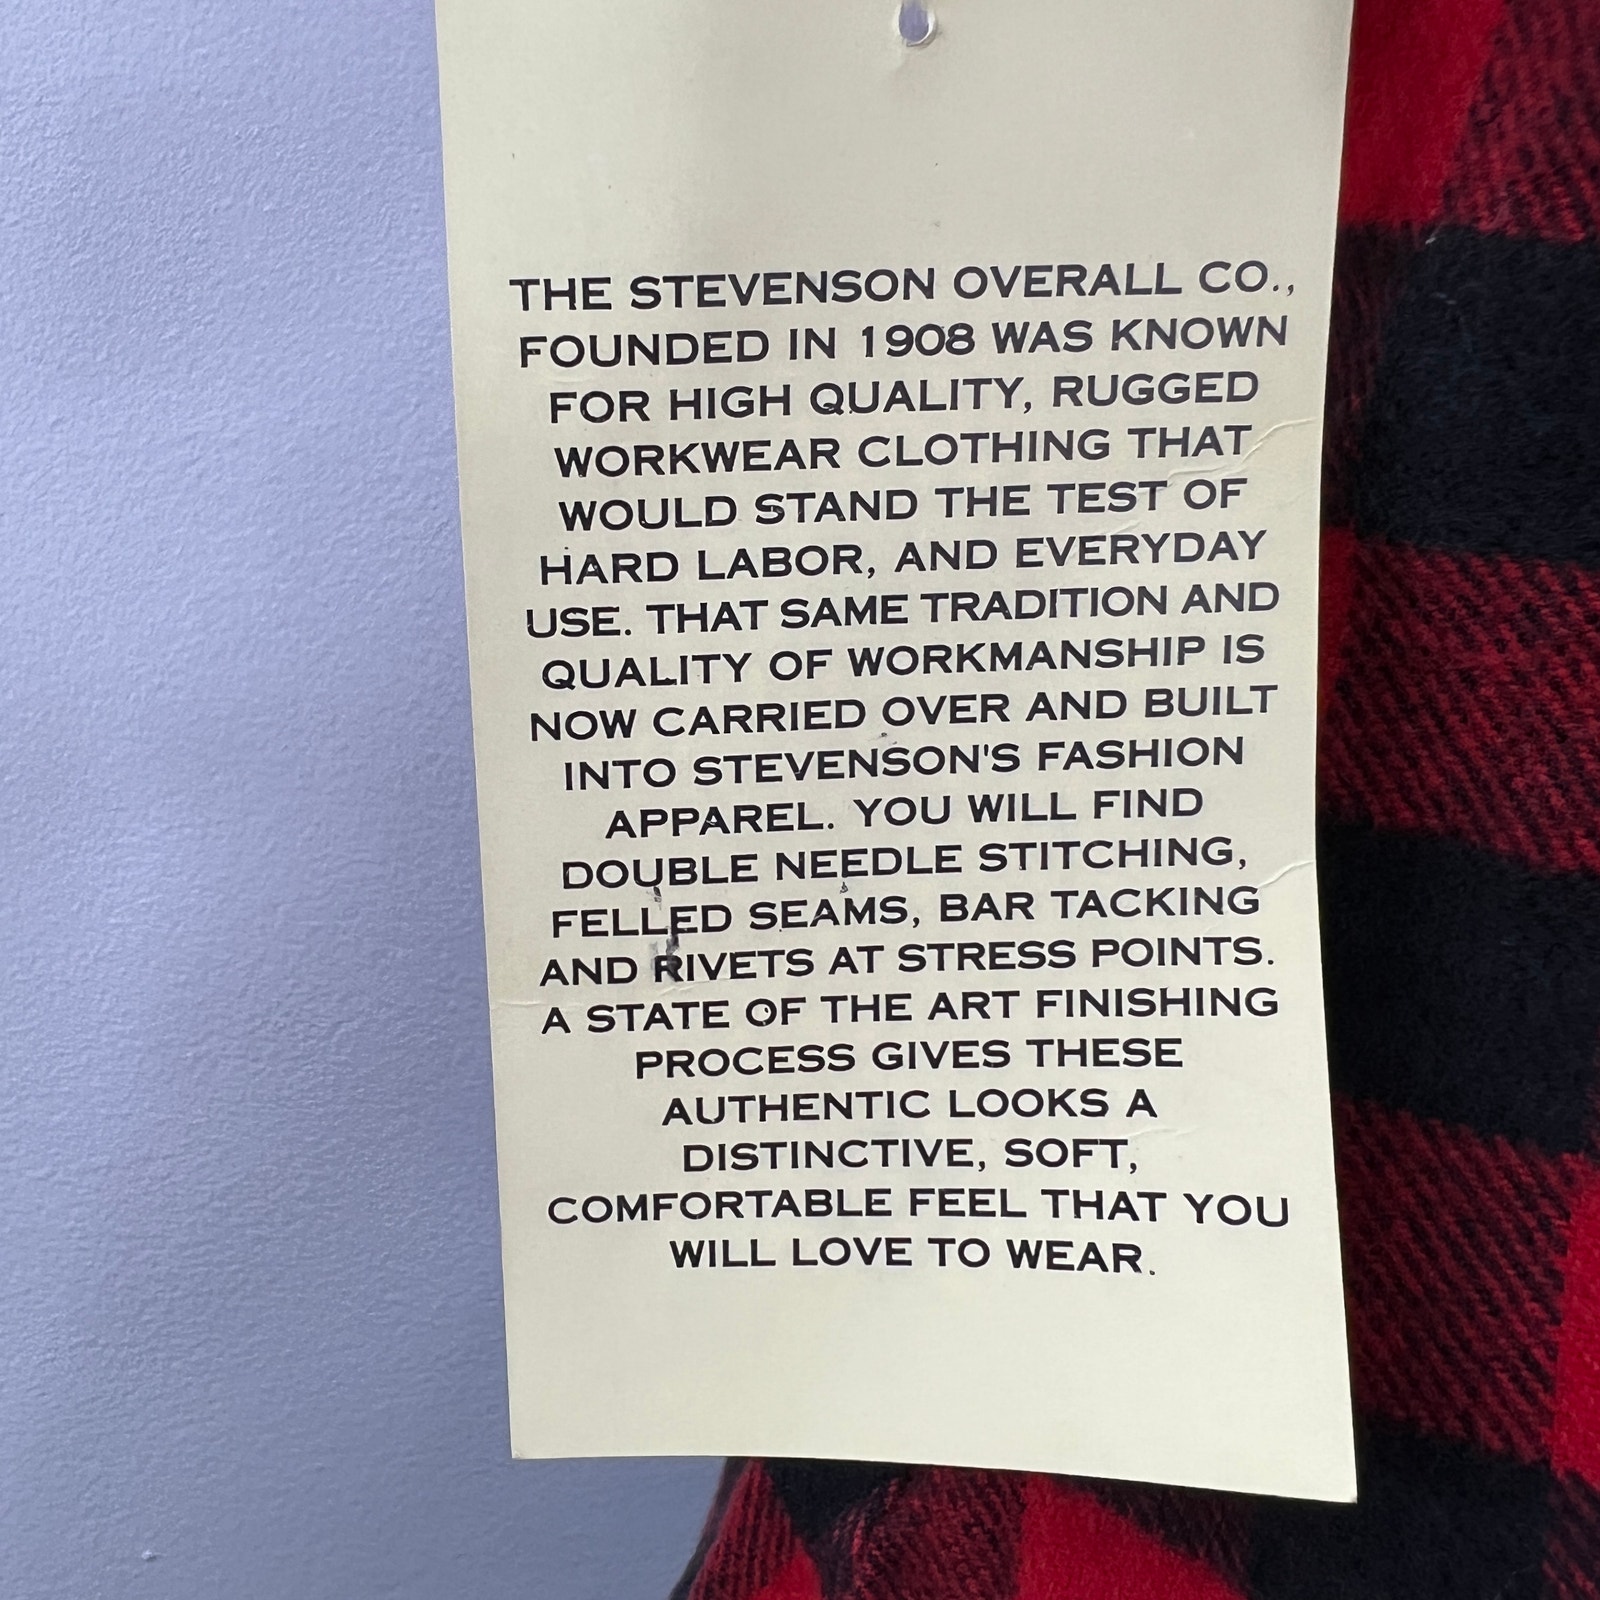 THE STEVENSON OVERALL CO.,
FOUNDED IN 1908 WAS KNOWN
FOR HIGH QUALITY, RUGGED
WORKWEAR CLOTHING THAT
WOULD STAND THE TEST OF
HARD LABOR, AND EVERYDAY
USE. THAT SAME TRADITION AND
QUALITY OF WORKMANSHIP IS
NOW CARRIED OVER AND BUILT
INTO STEVENSON'S FASHION
APPAREL. YOU WILL FIND
DOUBLE NEEDLE STITCHING,
FELLED SEAMS, BAR TACKING
AND RIVETS AT STRESS POINTS.
A STATE OF THE ART FINISHING
PROCESS GIVES THESE
AUTHENTIC LOOKS A
DISTINCTIVE, SOFT,
COMFORTABLE FEEL THAT YOU
WILL LOVE TO WEAR.